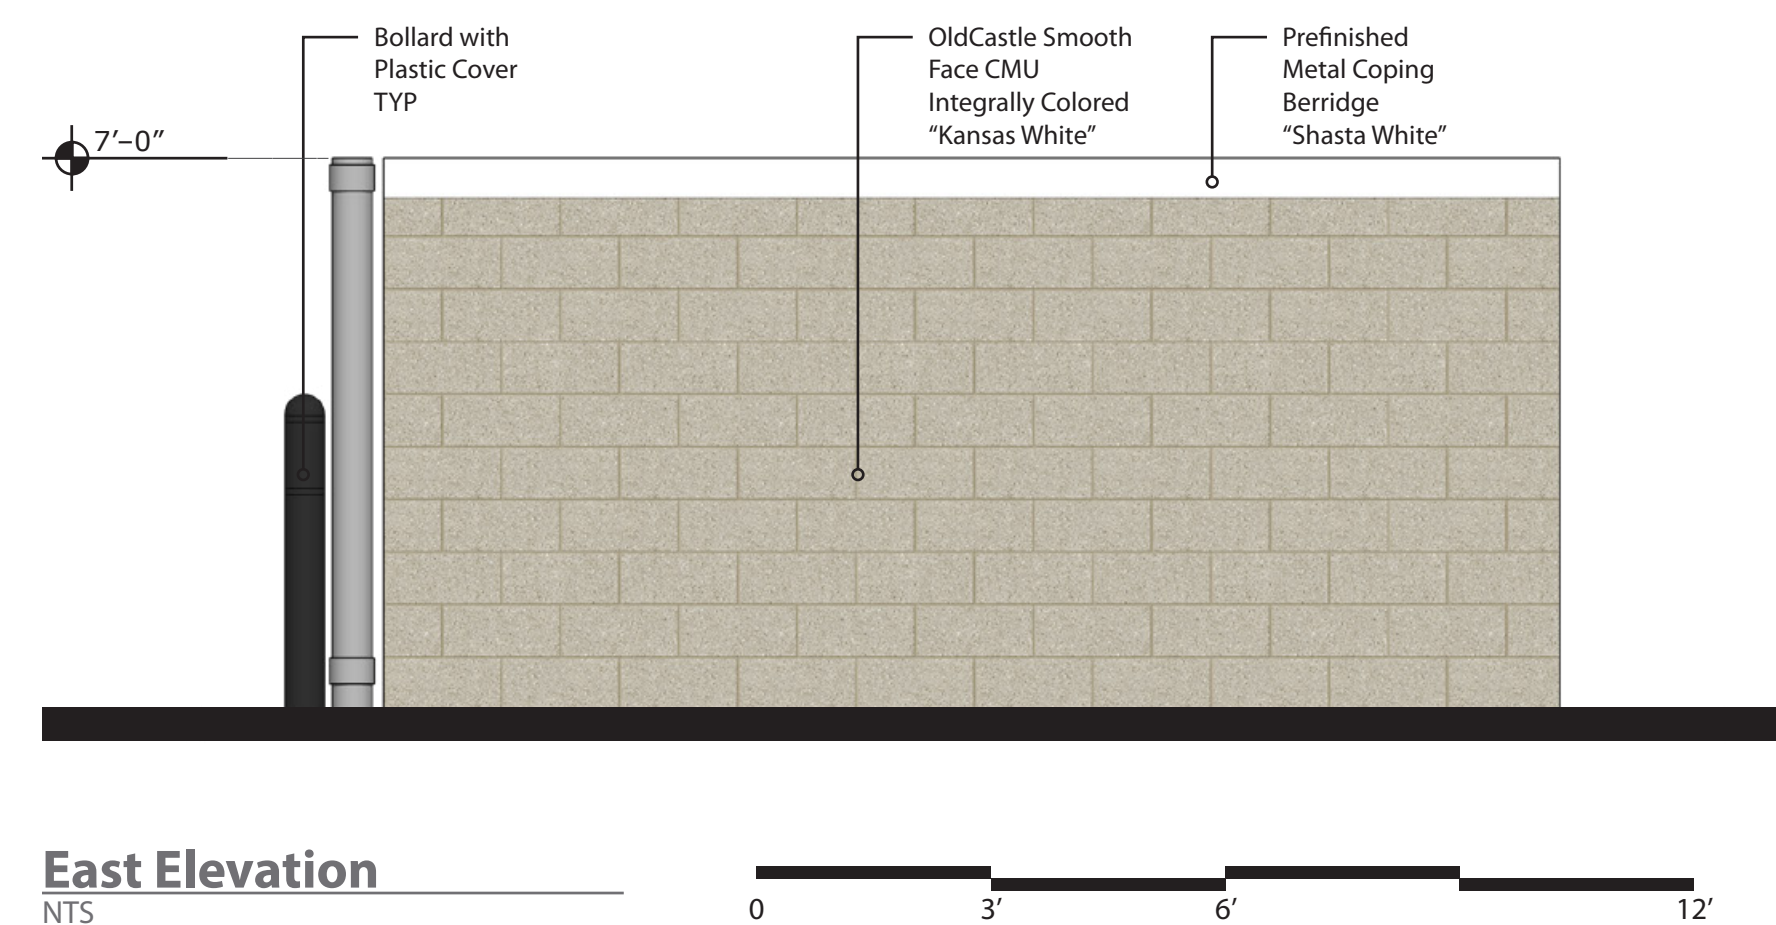 Bollard with
Plastic Cover
TYP
OldCastle Smooth
Face CMU
Integrally Colored
“Kansas White”
Prefinished
Metal Coping
Berridge
“Shasta White”
7’–0”
East Elevation
NTS
0 3’ 6’ 12’